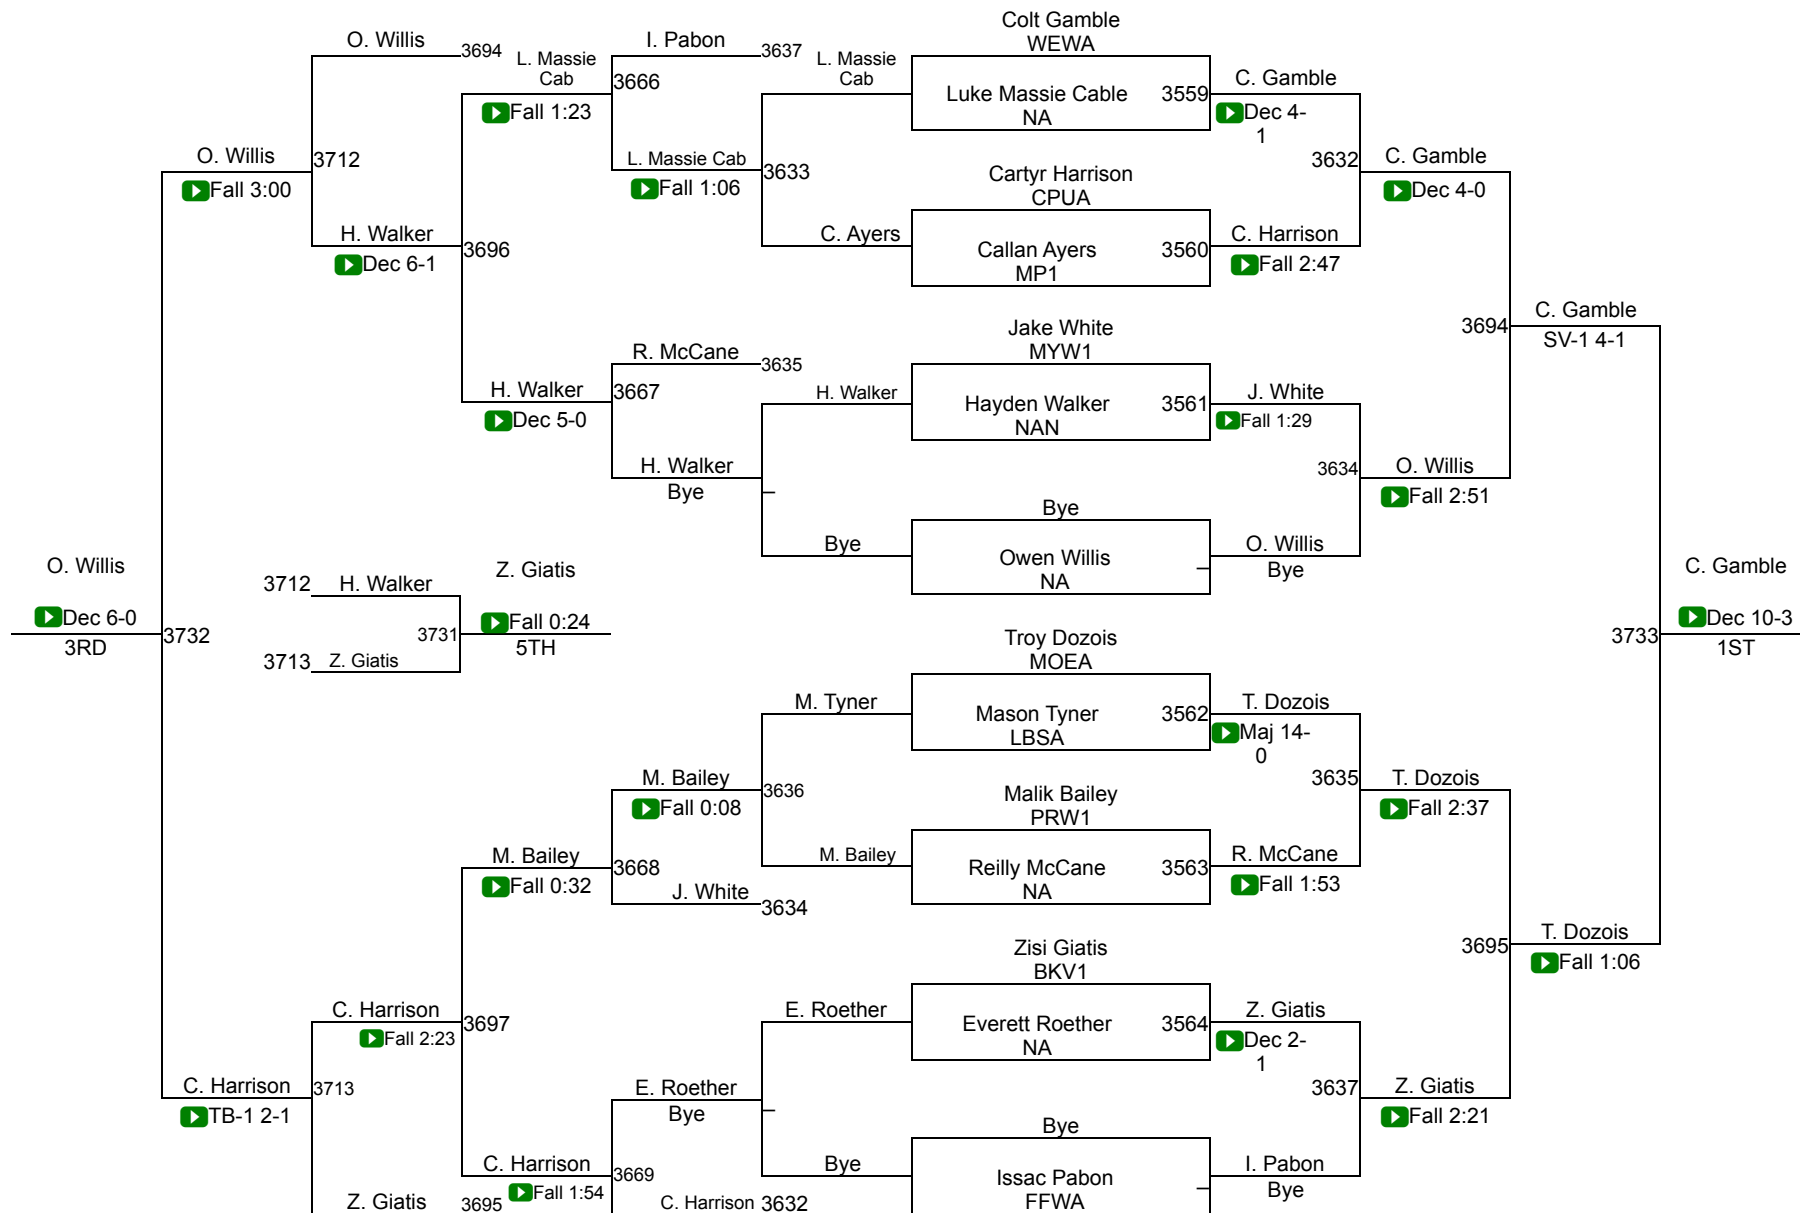 Colt Gamble
WEWA
O. Willis
3694
L. Massie
Cab
I. Pabon
3637
L. Massie
Cab
3666
Luke Massie Cable
NA
3559
C. Gamble
Fall 1:23
Dec 4-
1
O. Willis
3712
L. Massie Cab
3633
3632
C. Gamble
Fall 3:00
Fall 1:06
Cartyr Harrison
CPUA
Dec 4-0
H. Walker
3696
C. Ayers
Callan Ayers
MP1
3560
C. Harrison
Dec 6-1
Fall 2:47
C. Gamble
3694
SV-1 4-1
Jake White
MYW1
R. McCane
3635
H. Walker
3667
H. Walker
Hayden Walker
NAN
3561
J. White
Dec 5-0
Fall 1:29
H. Walker
Bye
–
3634
O. Willis
Fall 2:51
Bye
Bye
Owen Willis
NA
–
O. Willis
Bye
O. Willis
Dec 6-0
3RD
3732
3712
H. Walker
Z. Giatis
3731
Fall 0:24
5TH
3713
Z. Giatis
C. Gamble
3733
Dec 10-3
1ST
Troy Dozois
MOEA
M. Tyner
Mason Tyner
LBSA
3562
T. Dozois
Maj 14-
0
M. Bailey
3636
Fall 0:08
3635
T. Dozois
Fall 2:37
Malik Bailey
PRW1
M. Bailey
3668
Fall 0:32
M. Bailey
Reilly McCane
NA
3563
R. McCane
Fall 1:53
J. White
3634
3695
T. Dozois
Fall 1:06
Zisi Giatis
BKV1
C. Harrison
3697
Fall 2:23
E. Roether
Everett Roether
NA
3564
Z. Giatis
Dec 2-
1
C. Harrison
3713
TB-1 2-1
E. Roether
Bye
–
3637
Z. Giatis
Fall 2:21
Bye
C. Harrison
3669
Fall 1:54
Bye
Issac Pabon
FFWA
–
I. Pabon
Bye
Z. Giatis
3695
C. Harrison
3632